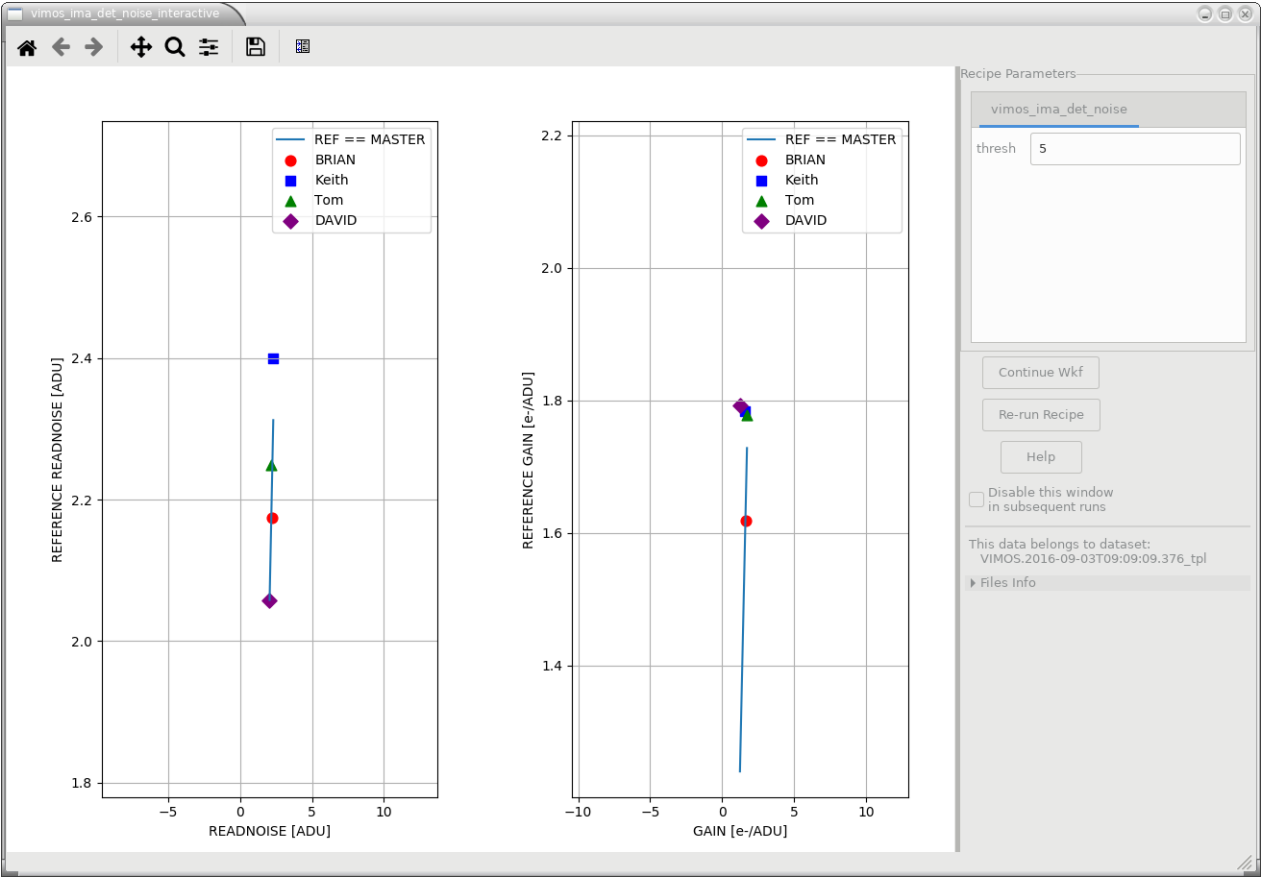 vimos_ima_det_noise_interactive
REF == MASTER
BRIAN
Keith
Tom
DAVID
2.6
2.4
2.2
2.0
1.8
REFERENCE READNOISE [ADU]
−5 0 5 10
READNOISE [ADU]
REF == MASTER
BRIAN
Keith
Tom
DAVID
2.2
2.0
1.8
1.6
1.4
REFERENCE GAIN [e-/ADU]
−10 −5 0 5 10
GAIN [e-/ADU]
Recipe Parameters
vimos_ima_det_noise
thresh 5
Continue Wkf
Re-run Recipe
Help
Disable this window
in subsequent runs
This data belongs to dataset:
VIMOS.2016-09-03T09:09:09.376_tpl
Files Info